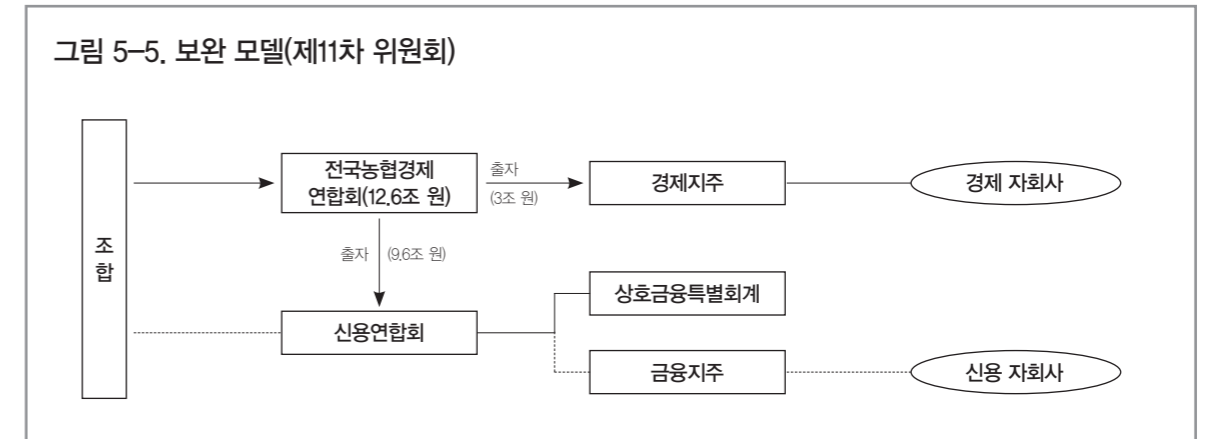 그림 5-5. 보완 모델(제11차 위원회)
조
합
전국농협경제
연합회(12.6조 원)
출자
(3조 원)
경제지주
경제 자회사
출자 (9.6조 원)
상호금융특별회계
신용연합회
금융지주
신용 자회사